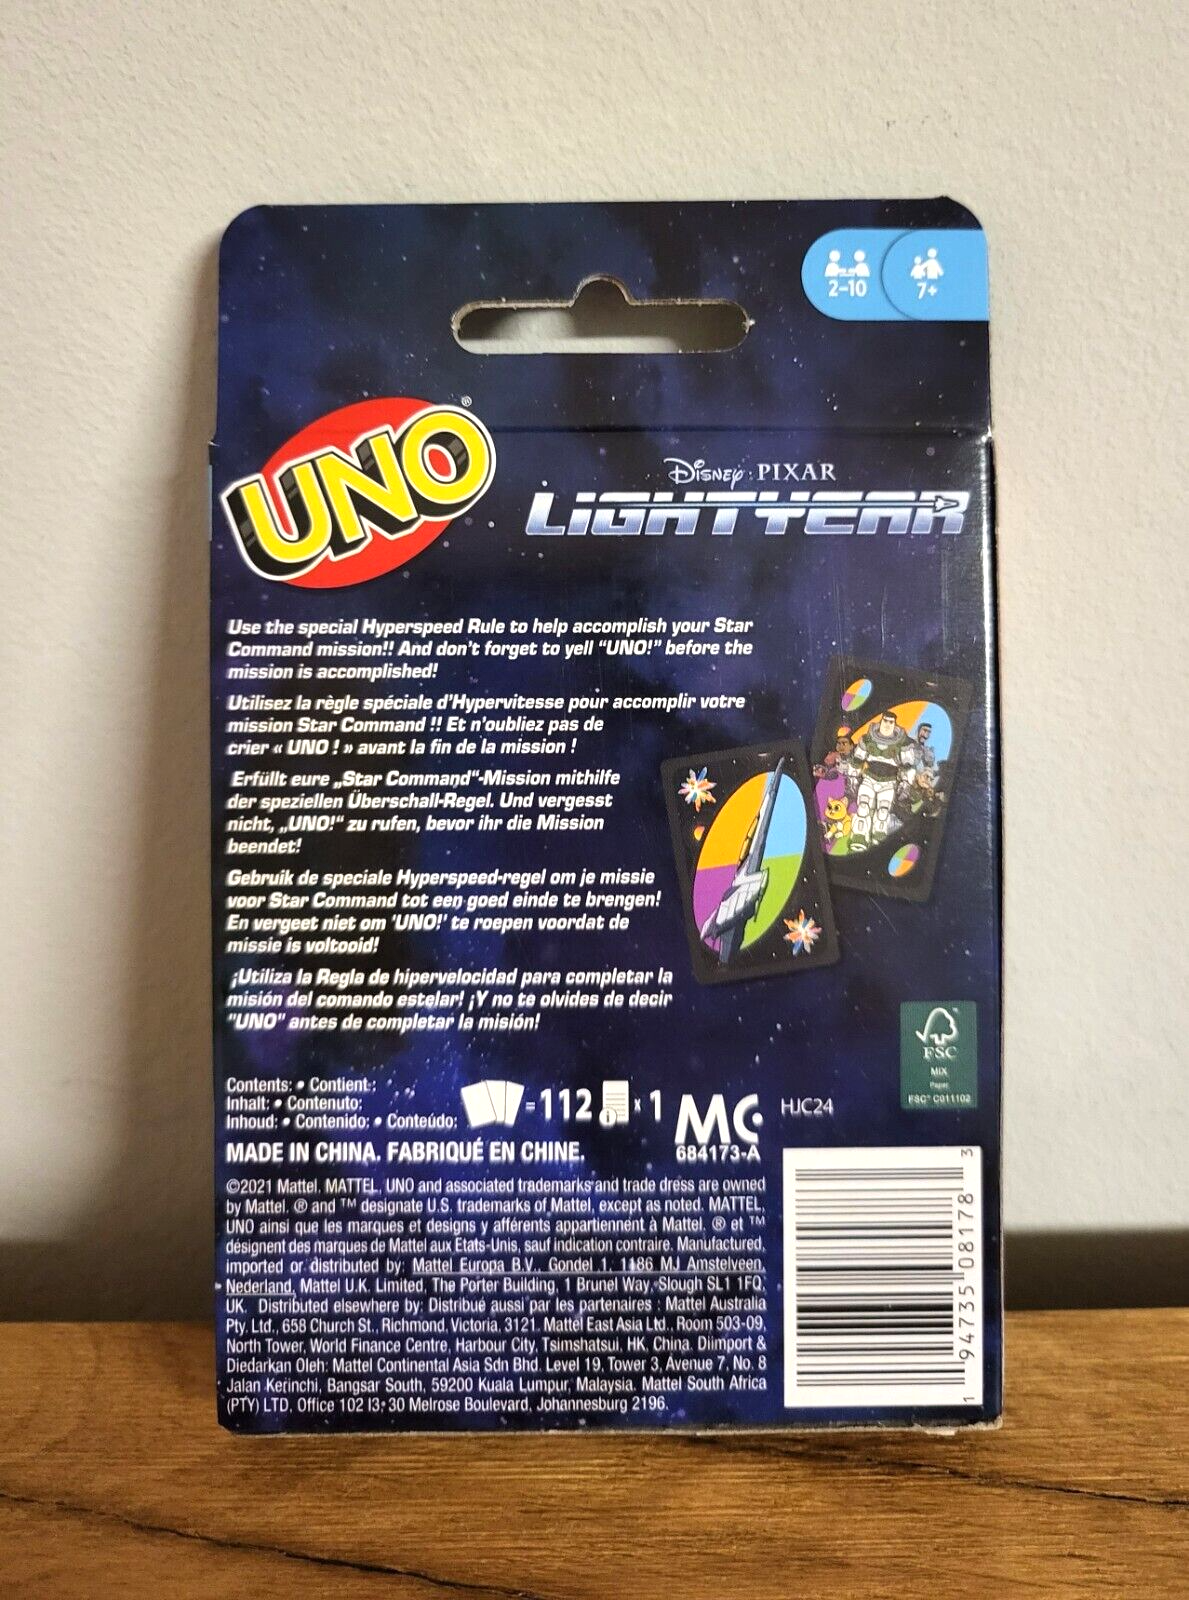 2-10
7+
UNO®
Disney · PIXAR
LIGHTYEAR
Use the special Hyperspeed Rule to help accomplish your Star
Command mission!! And don't forget to yell "UNO!" before the
mission is accomplished!
Utilisez la règle spéciale d'Hypervitesse pour accomplir votre
mission Star Command !! Et n'oubliez pas de
crier « UNO ! » avant la fin de la mission !
Erfüllt eure „Star Command“-Mission mithilfe
der speziellen Überschall-Regel. Und vergesst
nicht, „UNO!“ zu rufen, bevor ihr die Mission
beendet!
Gebruik de speciale Hyperspeed-regel om je missie
voor Star Command tot een goed einde te brengen!
En vergeet niet om 'UNO!' te roepen voordat de
missie is voltooid!
¡Utiliza la Regla de hipervelocidad para completar la
misión del comando estelar! ¡Y no te olvides de decir
"UNO" antes de completar la misión!
FSC™
MIX
Paper
FSC® C011102
Contents: • Contient :
Inhalt: • Contenuto:
Inhoud: • Contenido: • Conteúdo:
= 112 x 1
MC
684173-A
HJC24
MADE IN CHINA. FABRIQUÉ EN CHINE.
©2021 Mattel. MATTEL, UNO and associated trademarks and trade dress are owned
by Mattel. ® and ™ designate U.S. trademarks of Mattel, except as noted. MATTEL,
UNO ainsi que les marques et designs y afférents appartiennent à Mattel. ® et ™
désignent des marques de Mattel aux Etats-Unis, sauf indication contraire. Manufactured,
imported or distributed by: Mattel Europa B.V., Gondel 1, 1186 MJ Amstelveen,
Nederland. Mattel U.K. Limited, The Porter Building, 1 Brunel Way, Slough SL1 1FQ,
UK. Distributed elsewhere by: Distribué aussi par les partenaires : Mattel Australia
Pty. Ltd., 658 Church St., Richmond, Victoria, 3121. Mattel East Asia Ltd., Room 503-09,
North Tower, World Finance Centre, Harbour City, Tsimshatsui, HK, China. Diimport &
Diedarkan Oleh: Mattel Continental Asia Sdn Bhd. Level 19, Tower 3, Avenue 7, No. 8
Jalan Kerinchi, Bangsar South, 59200 Kuala Lumpur, Malaysia. Mattel South Africa
(PTY) LTD, Office 102 I3, 30 Melrose Boulevard, Johannesburg 2196.
1 94735 08178 3